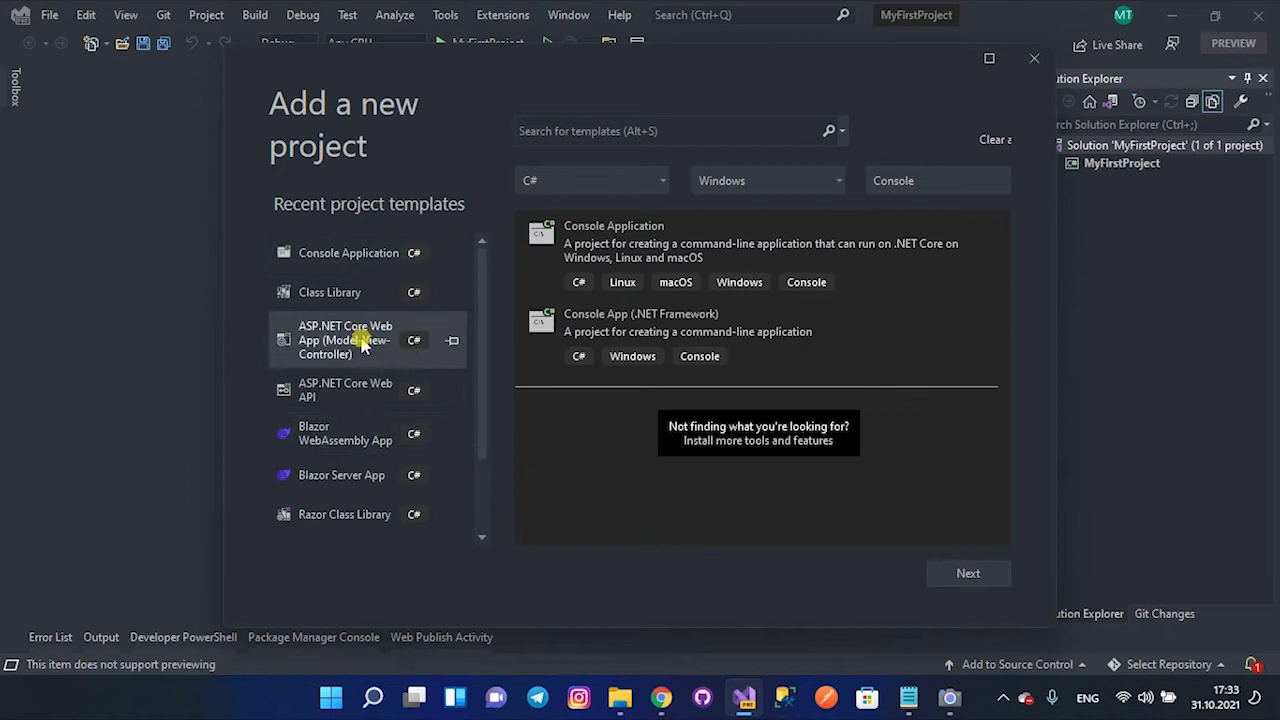 File Edit View Git Project Build Debug Test Analyze Tools Extensions Window Help Search (Ctrl+Q) MyFirstProject MT
Live Share PREVIEW
Toolbox
Add a new
project
Search for templates (Alt+S)
Clear a
C# Windows Console
Recent project templates
Console Application C#
Class Library C#
ASP.NET Core Web
App (Model-View-
Controller) C#
ASP.NET Core Web
API C#
Blazor
WebAssembly App C#
Blazor Server App C#
Razor Class Library C#
Console Application
A project for creating a command-line application that can run on .NET Core on
Windows, Linux and macOS
C# Linux macOS Windows Console
Console App (.NET Framework)
A project for creating a command-line application
C# Windows Console
Not finding what you're looking for?
Install more tools and features
Next
ution Explorer
Search Solution Explorer (Ctrl+;)
Solution 'MyFirstProject' (1 of 1 project)
MyFirstProject
ution Explorer Git Changes
Error List Output Developer PowerShell Package Manager Console Web Publish Activity
This item does not support previewing Add to Source Control Select Repository 1
ENG 17:33
31.10.2021